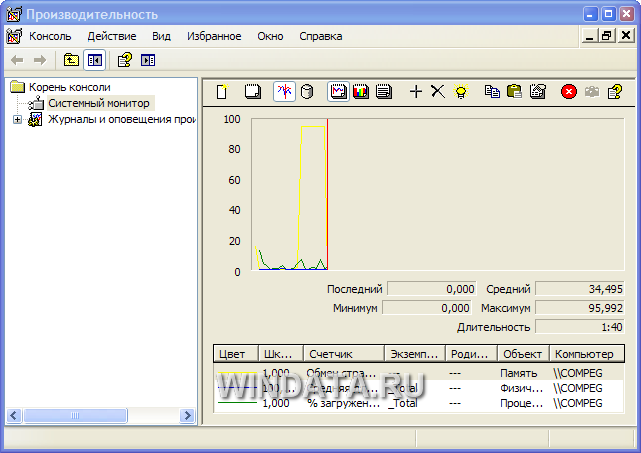 Производительность
Консоль Действие Вид Избранное Окно Справка
Корень консоли
Системный монитор
Журналы и оповещения прои
100
80
60
40
20
0
Последний 0,000 Средний 34,495
Минимум 0,000 Максимум 95,992
Длительность 1:40
Цвет Шк... Счетчик Экземп... Роди... Объект Компьютер
1,000 Обмен стра... --- --- Память \\COMPEG
100, _Total --- Физич... \\COMPEG
1,000 % загружен... _Total --- Проце... \\COMPEG
WINDATA.RU